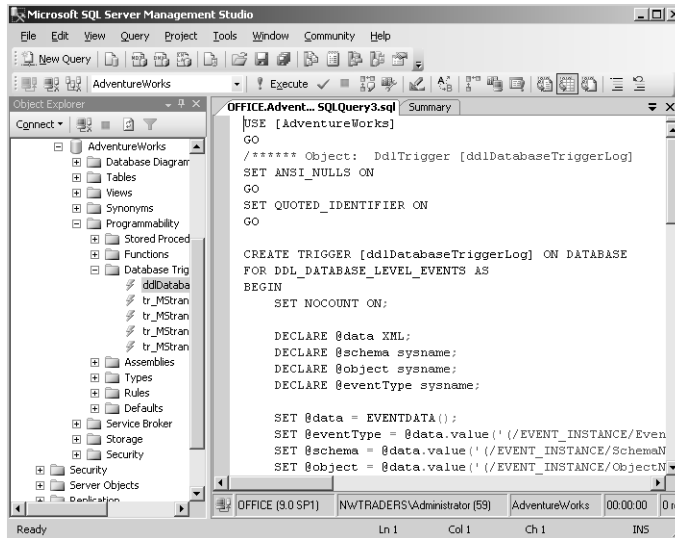 Microsoft SQL Server Management Studio
File Edit View Query Project Tools Window Community Help
New Query
AdventureWorks Execute
Object Explorer
Connect
AdventureWorks
Database Diagram
Tables
Views
Synonyms
Programmability
Stored Proced
Functions
Database Trig
ddlDataba
tr_MStran
tr_MStran
tr_MStran
tr_MStran
Assemblies
Types
Rules
Defaults
Service Broker
Storage
Security
Security
Server Objects
Replication
OFFICE.Advent... SQLQuery3.sql Summary
USE [AdventureWorks]
GO
/****** Object:  DdlTrigger [ddlDatabaseTriggerLog]
SET ANSI_NULLS ON
GO
SET QUOTED_IDENTIFIER ON
GO
CREATE TRIGGER [ddlDatabaseTriggerLog] ON DATABASE
FOR DDL_DATABASE_LEVEL_EVENTS AS
BEGIN
SET NOCOUNT ON;
DECLARE @data XML;
DECLARE @schema sysname;
DECLARE @object sysname;
DECLARE @eventType sysname;
SET @data = EVENTDATA();
SET @eventType = @data.value('(/EVENT_INSTANCE/Even
SET @schema = @data.value('(/EVENT_INSTANCE/SchemaN
SET @object = @data.value('(/EVENT_INSTANCE/ObjectN
OFFICE (9.0 SP1) NWTRADERS\Administrator (59) AdventureWorks 00:00:00 0 r
Ready Ln 1 Col 1 Ch 1 INS